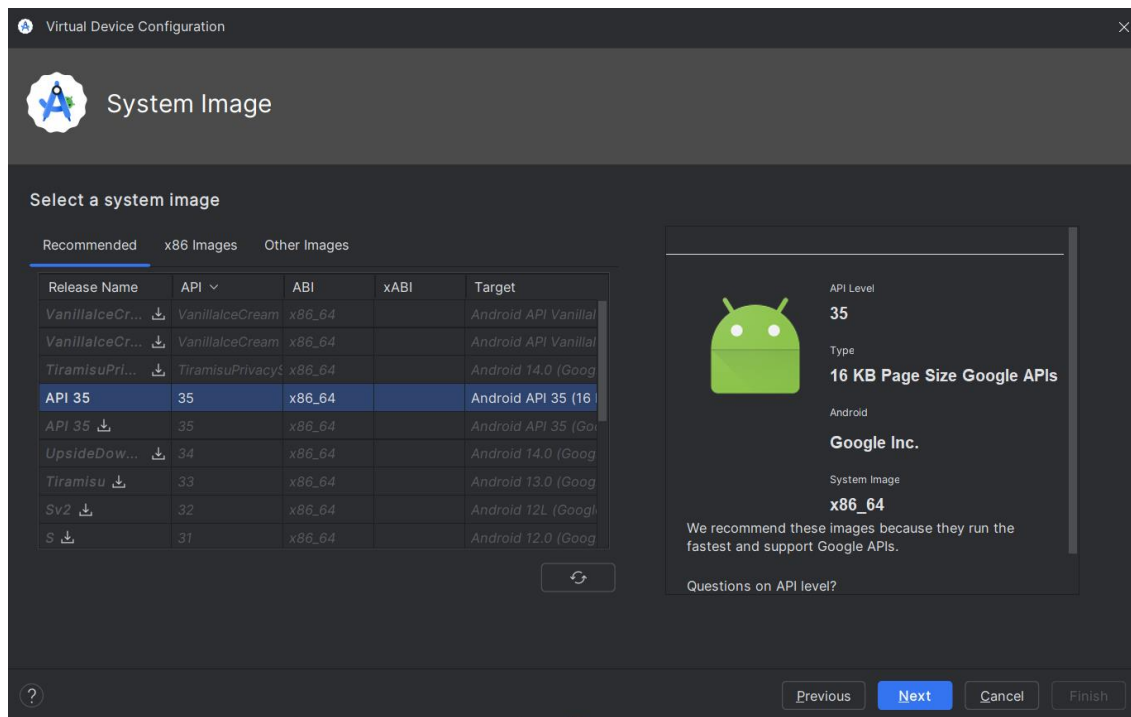 Virtual Device Configuration
System Image
Select a system image
Recommended x86 Images Other Images
Release Name API ABI xABI Target
VanillaIceCr... VanillaIceCream x86_64 Android API Vanillal
VanillaIceCr... VanillaIceCream x86_64 Android API Vanillal
TiramisuPri... TiramisuPrivacyS x86_64 Android 14.0 (Goog
API 35 35 x86_64 Android API 35 (16
API 35 35 x86_64 Android API 35 (Goo
UpsideDow... 34 x86_64 Android 14.0 (Goog
Tiramisu 33 x86_64 Android 13.0 (Goog
Sv2 32 x86_64 Android 12L (Googl
S 31 x86_64 Android 12.0 (Goog
API Level
35
Type
16 KB Page Size Google APIs
Android
Google Inc.
System Image
x86_64
We recommend these images because they run the
fastest and support Google APIs.
Questions on API level?
? Previous Next Cancel Finish